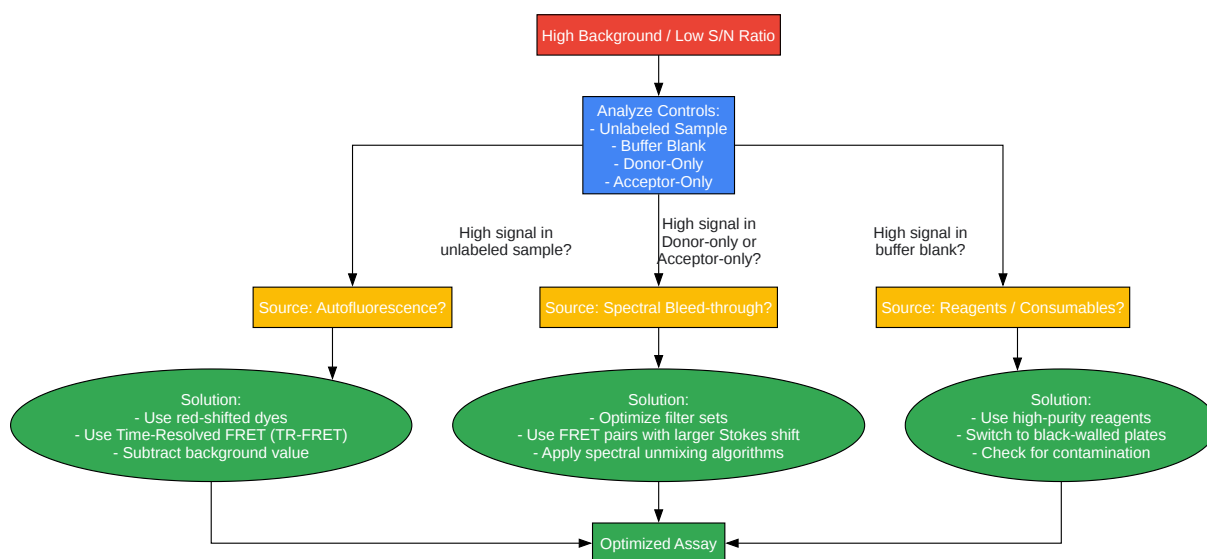 High Background / Low S/N Ratio
Analyze Controls:
- Unlabeled Sample
- Buffer Blank
- Donor-Only
- Acceptor-Only
High signal in
unlabeled sample?
High signal in
Donor-only or
Acceptor-only?
High signal in
buffer blank?
Source: Autofluorescence?
Source: Spectral Bleed-through?
Source: Reagents / Consumables?
Solution:
- Use red-shifted dyes
- Use Time-Resolved FRET (TR-FRET)
- Subtract background value
Solution:
- Optimize filter sets
- Use FRET pairs with larger Stokes shift
- Apply spectral unmixing algorithms
Solution:
- Use high-purity reagents
- Switch to black-walled plates
- Check for contamination
Optimized Assay